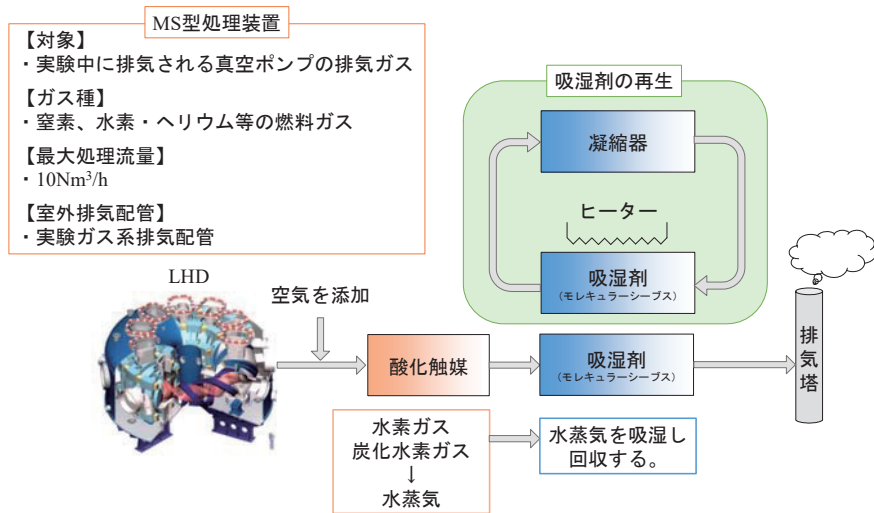 MS型処理装置
【対象】
・実験中に排気される真空ポンプの排気ガス
【ガス種】
・窒素、水素・ヘリウム等の燃料ガス
【最大処理流量】
・10Nm³/h
【室外排気配管】
・実験ガス系排気配管
吸湿剤の再生
凝縮器
ヒーター
吸湿剤
(モレキュラーシーブス)
LHD
空気を添加
酸化触媒
吸湿剤
(モレキュラーシーブス)
排気塔
水素ガス
炭化水素ガス
↓
水蒸気
水蒸気を吸湿し
回収する。